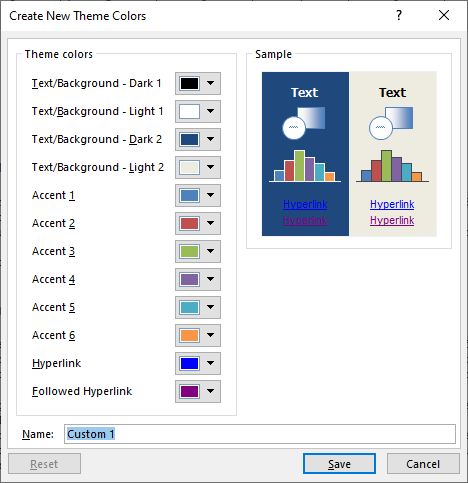 Create New Theme Colors
?
Theme colors
Sample
Text/Background - Dark 1
Text/Background - Light 1
Text/Background - Dark 2
Text/Background - Light 2
Accent 1
Accent 2
Accent 3
Accent 4
Accent 5
Accent 6
Hyperlink
Followed Hyperlink
Text
Text
Hyperlink
Hyperlink
Hyperlink
Hyperlink
Name: Custom 1
Reset
Save
Cancel